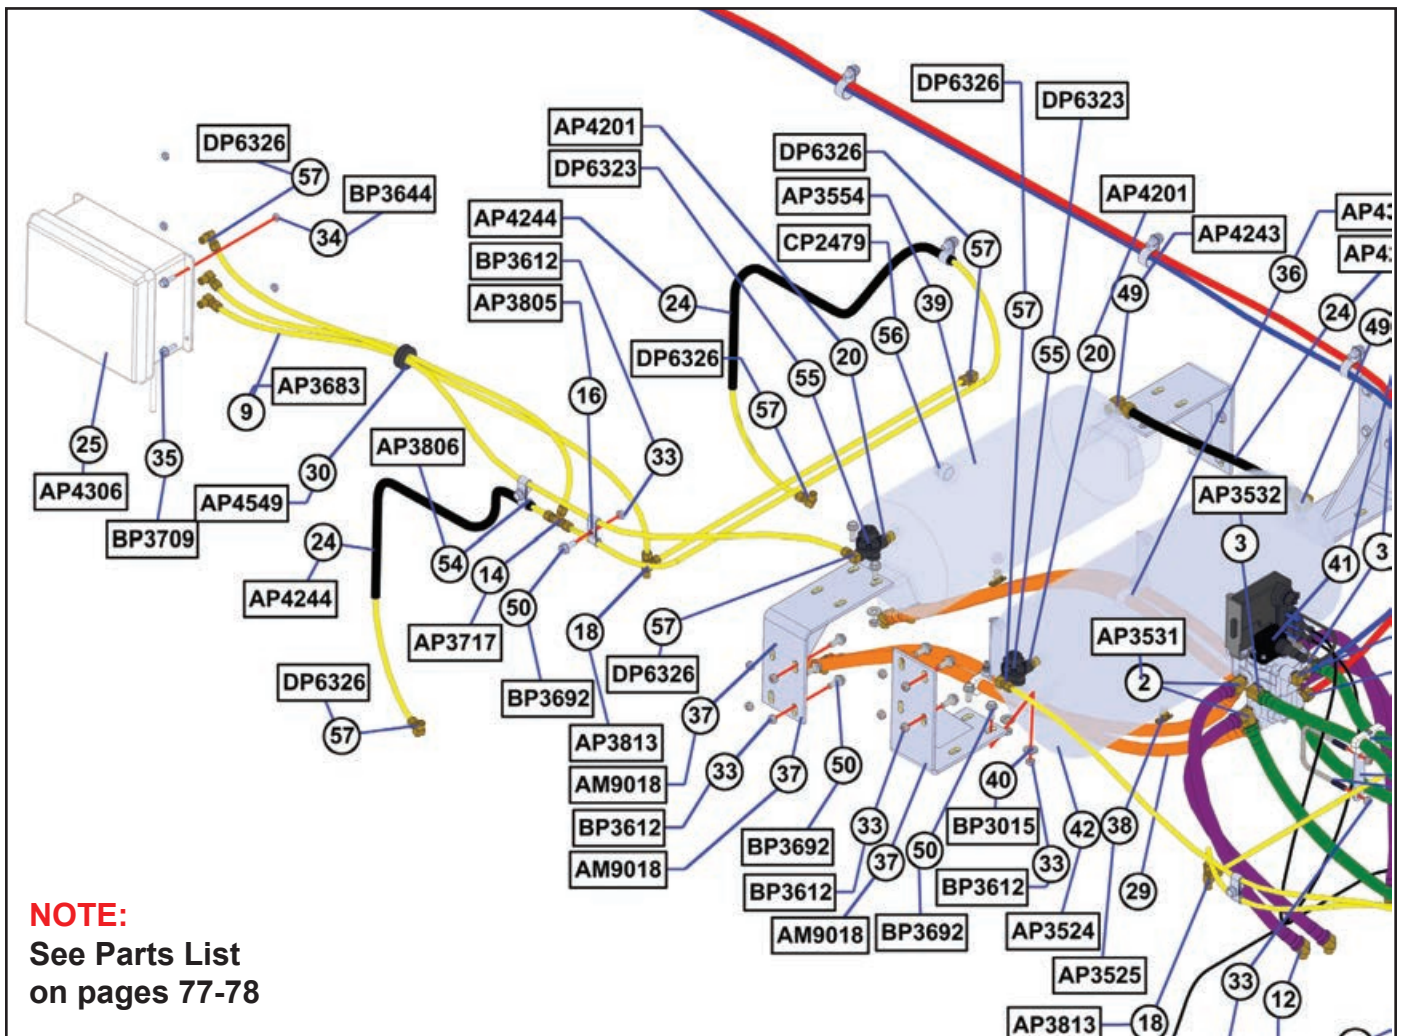 DP6326
DP6323
AP4201
DP6323
DP6326
AP3554
CP2479
AP4201
AP4243
DP6326
57
BP3644
34
AP4244
BP3612
AP3805
24
57
39
56
57
55
20
49
36
24
49
DP6326
20
55
16
57
33
9
AP3683
25
AP4306
35
BP3709
30
AP4549
AP3806
24
AP4244
54
14
AP3717
50
BP3692
18
57
DP6326
AP3532
3
41
3
AP3531
2
DP6326
57
AP3813
37
AM9018
33
37
50
BP3612
AM9018
BP3692
33
37
50
40
BP3015
33
42
38
29
BP3612
BP3612
AM9018
BP3692
AP3524
AP3525
AP3813
18
33
12
NOTE:
See Parts List
on pages 77-78